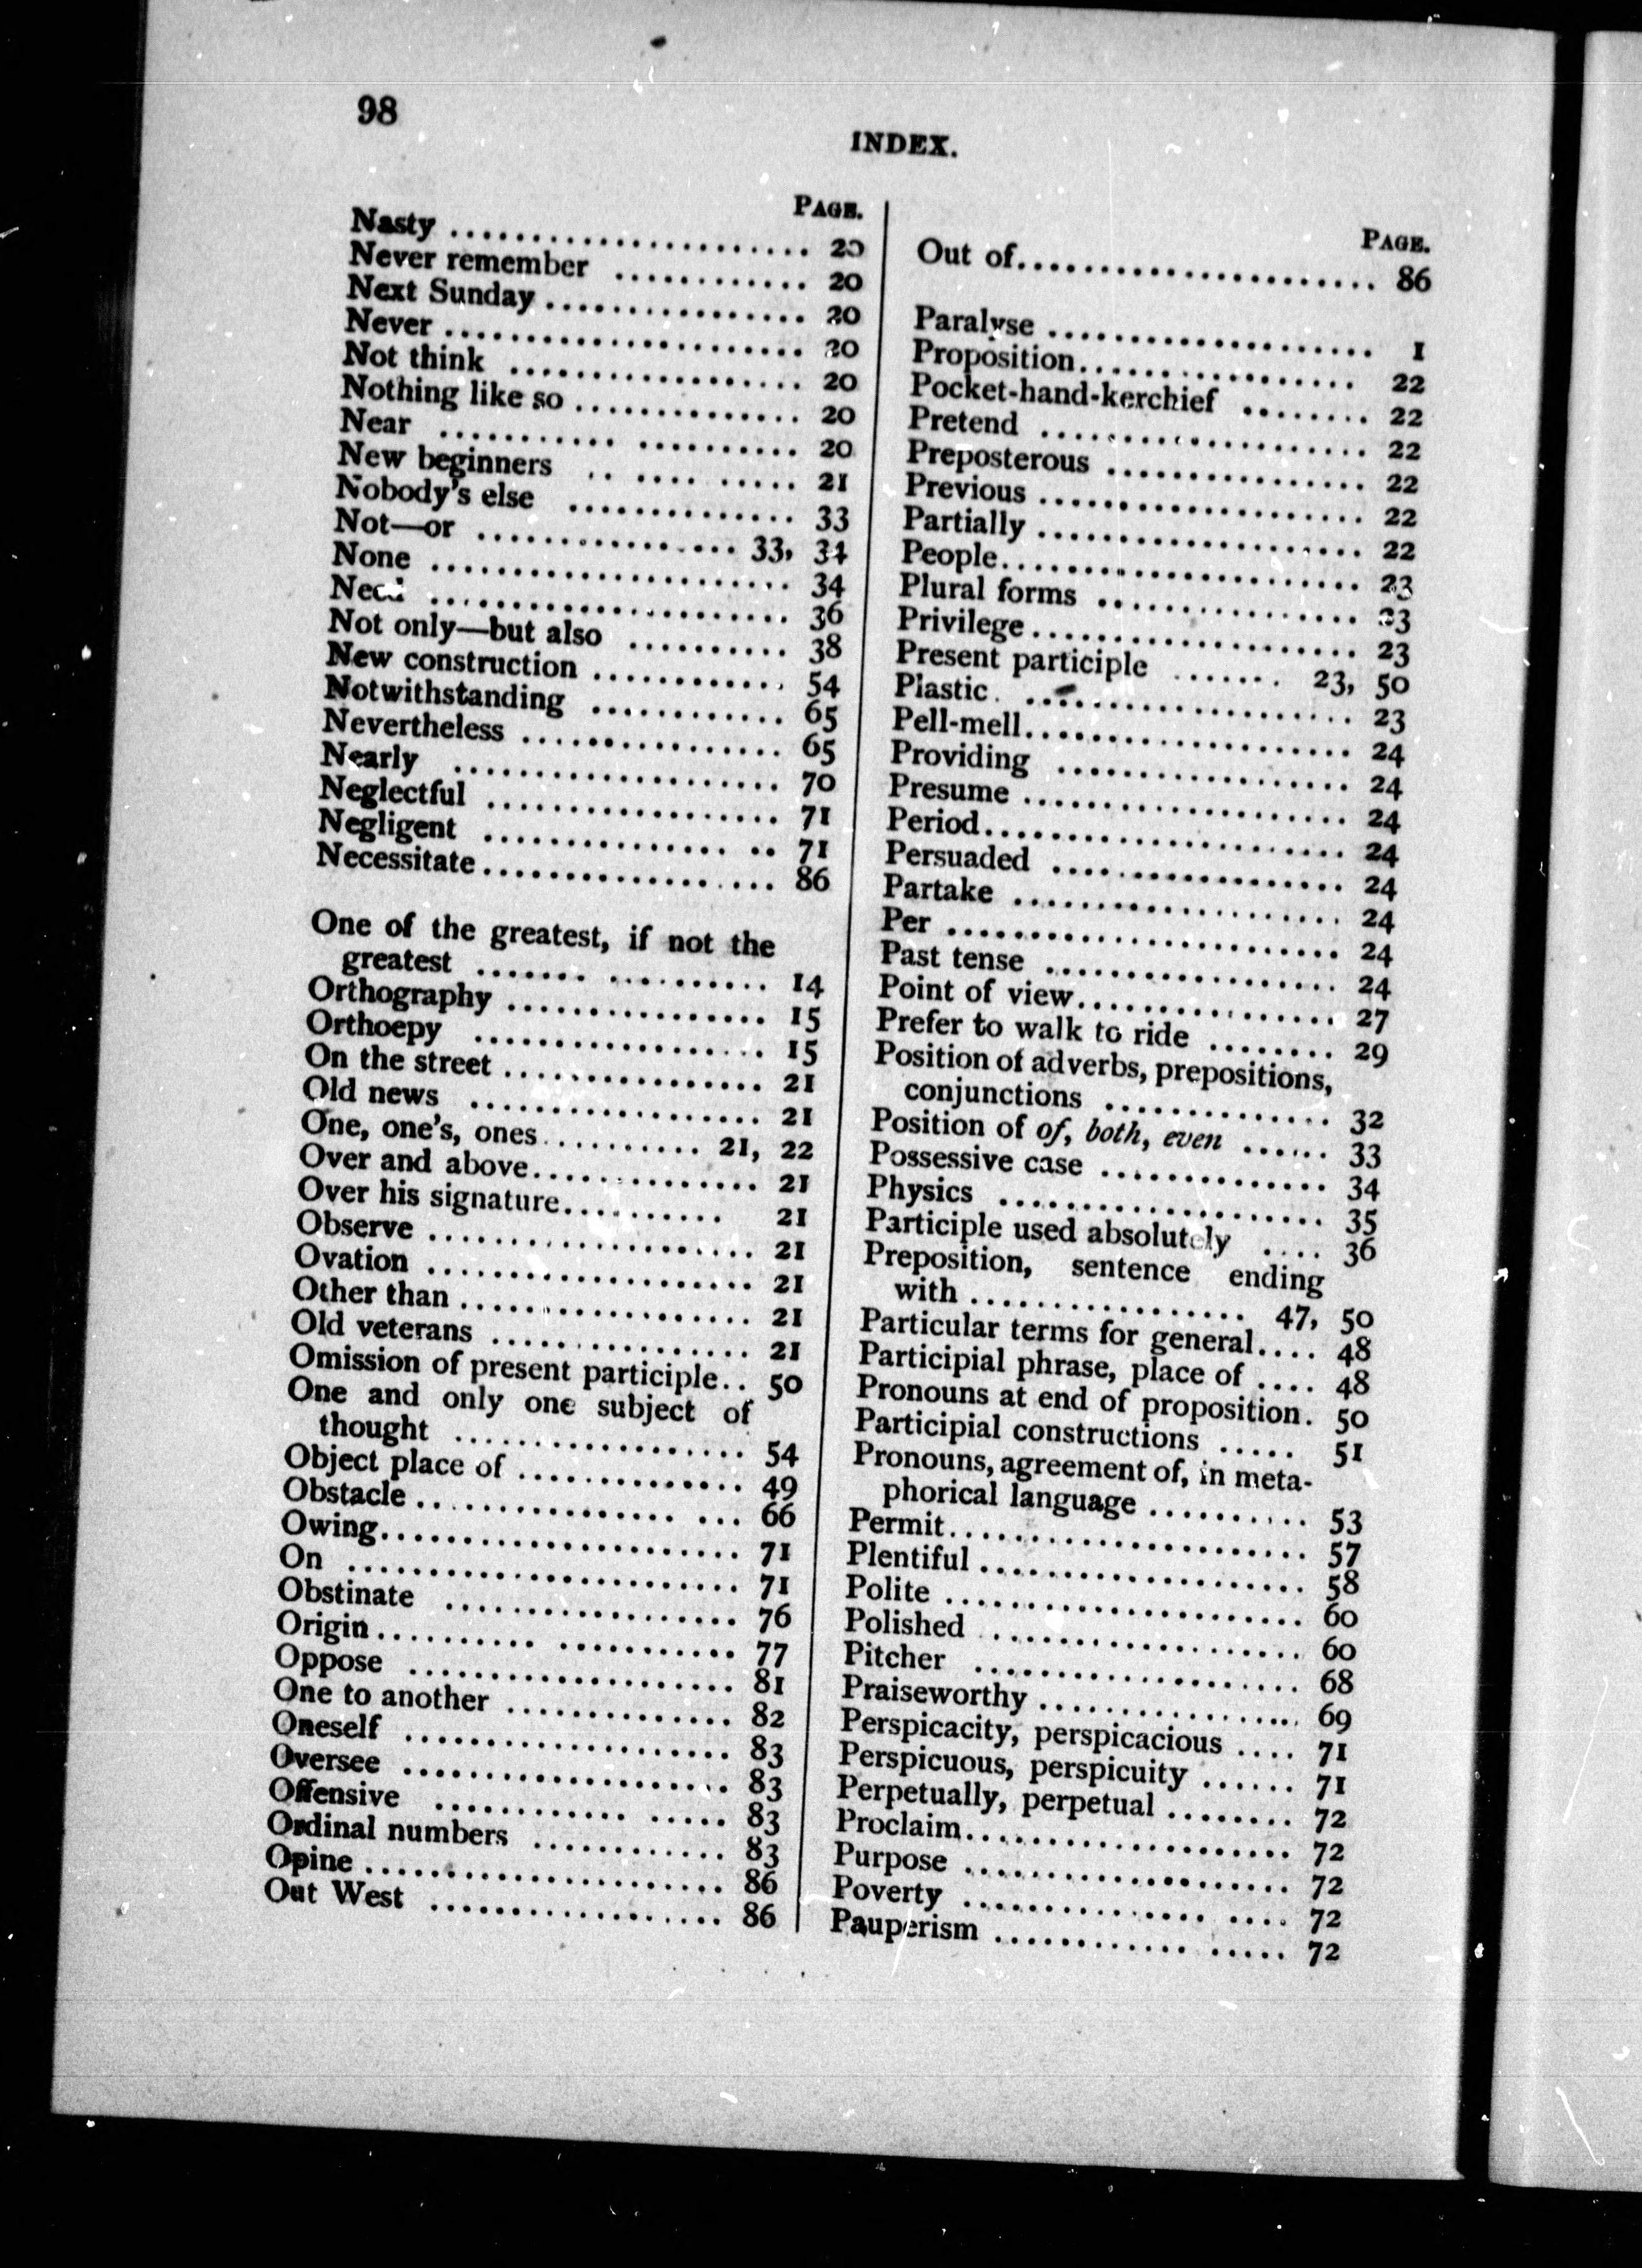 98
INDEX.
PAGE.
Nasty ........................ 20
Never remember ............ 20
Next Sunday ................ 20
Never ........................ 20
Not think .................. 20
Nothing like so .............. 20
Near ........... .......... 20
New beginners .. .... ..... 21
Nobody's else .............. 33
Not—or ................ 33, 34
None ........................ 34
Need ........................ 36
Not only—but also .......... 38
New construction ............ 54
Notwithstanding ............ 65
Nevertheless ................ 65
Nearly .................... 70
Neglectful .................. 71
Negligent ............... .. 71
Necessitate .................. 86
One of the greatest, if not the
greatest ....... .......... 14
Orthography ................ 15
Orthoepy .................. 15
On the street ................ 21
Old news .................. 21
One, one's, ones .......... 21, 22
Over and above .............. 21
Over his signature .......... 21
Observe .................... 21
Ovation .................... 21
Other than .................. 21
Old veterans ................ 21
Omission of present participle .. 50
One and only one subject of
thought .................. 54
Object place of .............. 49
Obstacle ................ ... 66
Owing ...................... 71
On ........................ 71
Obstinate .................. 76
Origin .......... ........... 77
Oppose .................... 81
One to another .............. 82
Oneself .................... 83
Oversee .................... 83
Offensive ............ ..... 83
Ordinal numbers ............ 83
Opine ...................... 86
Out West .................. 86
PAGE.
Out of ...................... 86
Paralyse .................... 1
Proposition ................. 22
Pocket-hand-kerchief ........ 22
Pretend .................... 22
Preposterous ................ 22
Previous .................... 22
Partially .................... 22
People ...................... 23
Plural forms ................ 23
Privilege .................... 23
Present participle ....... 23, 50
Plastic. .................... 23
Pell-mell .................... 24
Providing .................. 24
Presume .................... 24
Period ...................... 24
Persuaded .................. 24
Partake .................... 24
Per ........................ 24
Past tense .................. 24
Point of view ................ 27
Prefer to walk to ride ........ 29
Position of adverbs, prepositions,
conjunctions .............. 32
Position of of, both, even ...... 33
Possessive case .............. 34
Physics .................... 35
Participle used absolutely .... 36
Preposition, sentence ending
with ................. 47, 50
Particular terms for general .... 48
Participial phrase, place of .... 48
Pronouns at end of proposition . 50
Participial constructions ..... 51
Pronouns, agreement of, in meta-
phorical language .......... 53
Permit ...................... 57
Plentiful .................... 58
Polite ...................... 60
Polished .................... 60
Pitcher .................... 68
Praiseworthy ................ 69
Perspicacity, perspicacious .... 71
Perspicuous, perspicuity ...... 71
Perpetually, perpetual ........ 72
Proclaim .................... 72
Purpose .................... 72
Poverty ............... .... 72
Pauperism ............ ..... 72